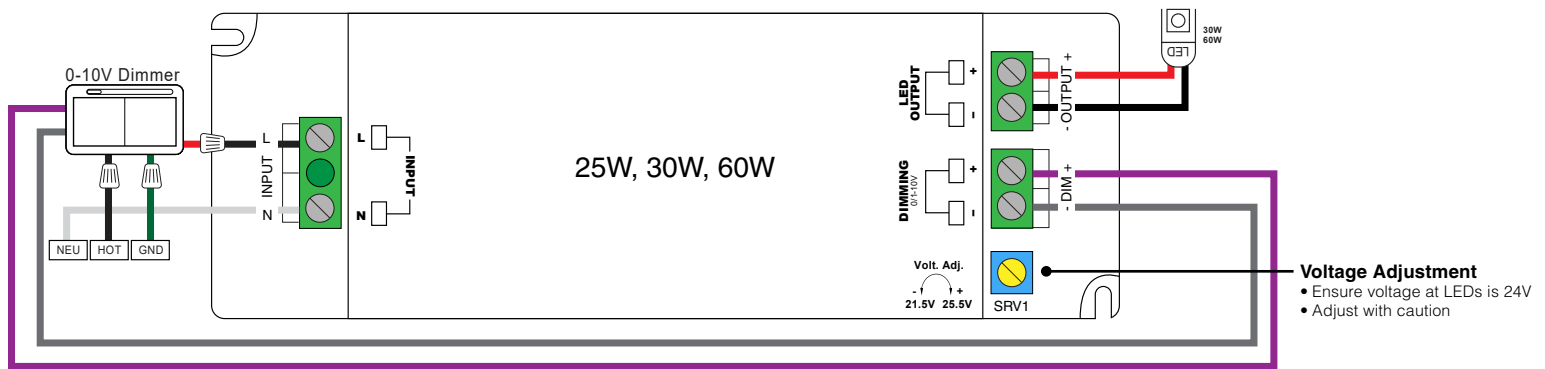 0-10V Dimmer
NEU
HOT
GND
L
INPUT
N
L
INPUT
N
25W, 30W, 60W
LED
OUTPUT
+
-
DIMMING
0/1-10V
+
-
Volt. Adj.
- +
21.5V 25.5V
SRV1
- OUTPUT +
- DIM +
LED
30W
60W
Voltage Adjustment
• Ensure voltage at LEDs is 24V
• Adjust with caution